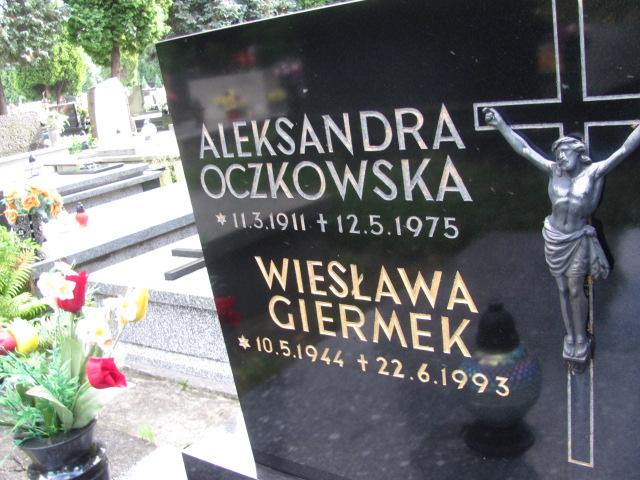 ALEKSANDRA
OCZKOWSKA
* 11.3.1911 + 12.5.1975
WIESŁAWA
GIERMEK
* 10.5.1944 + 22.6.1993